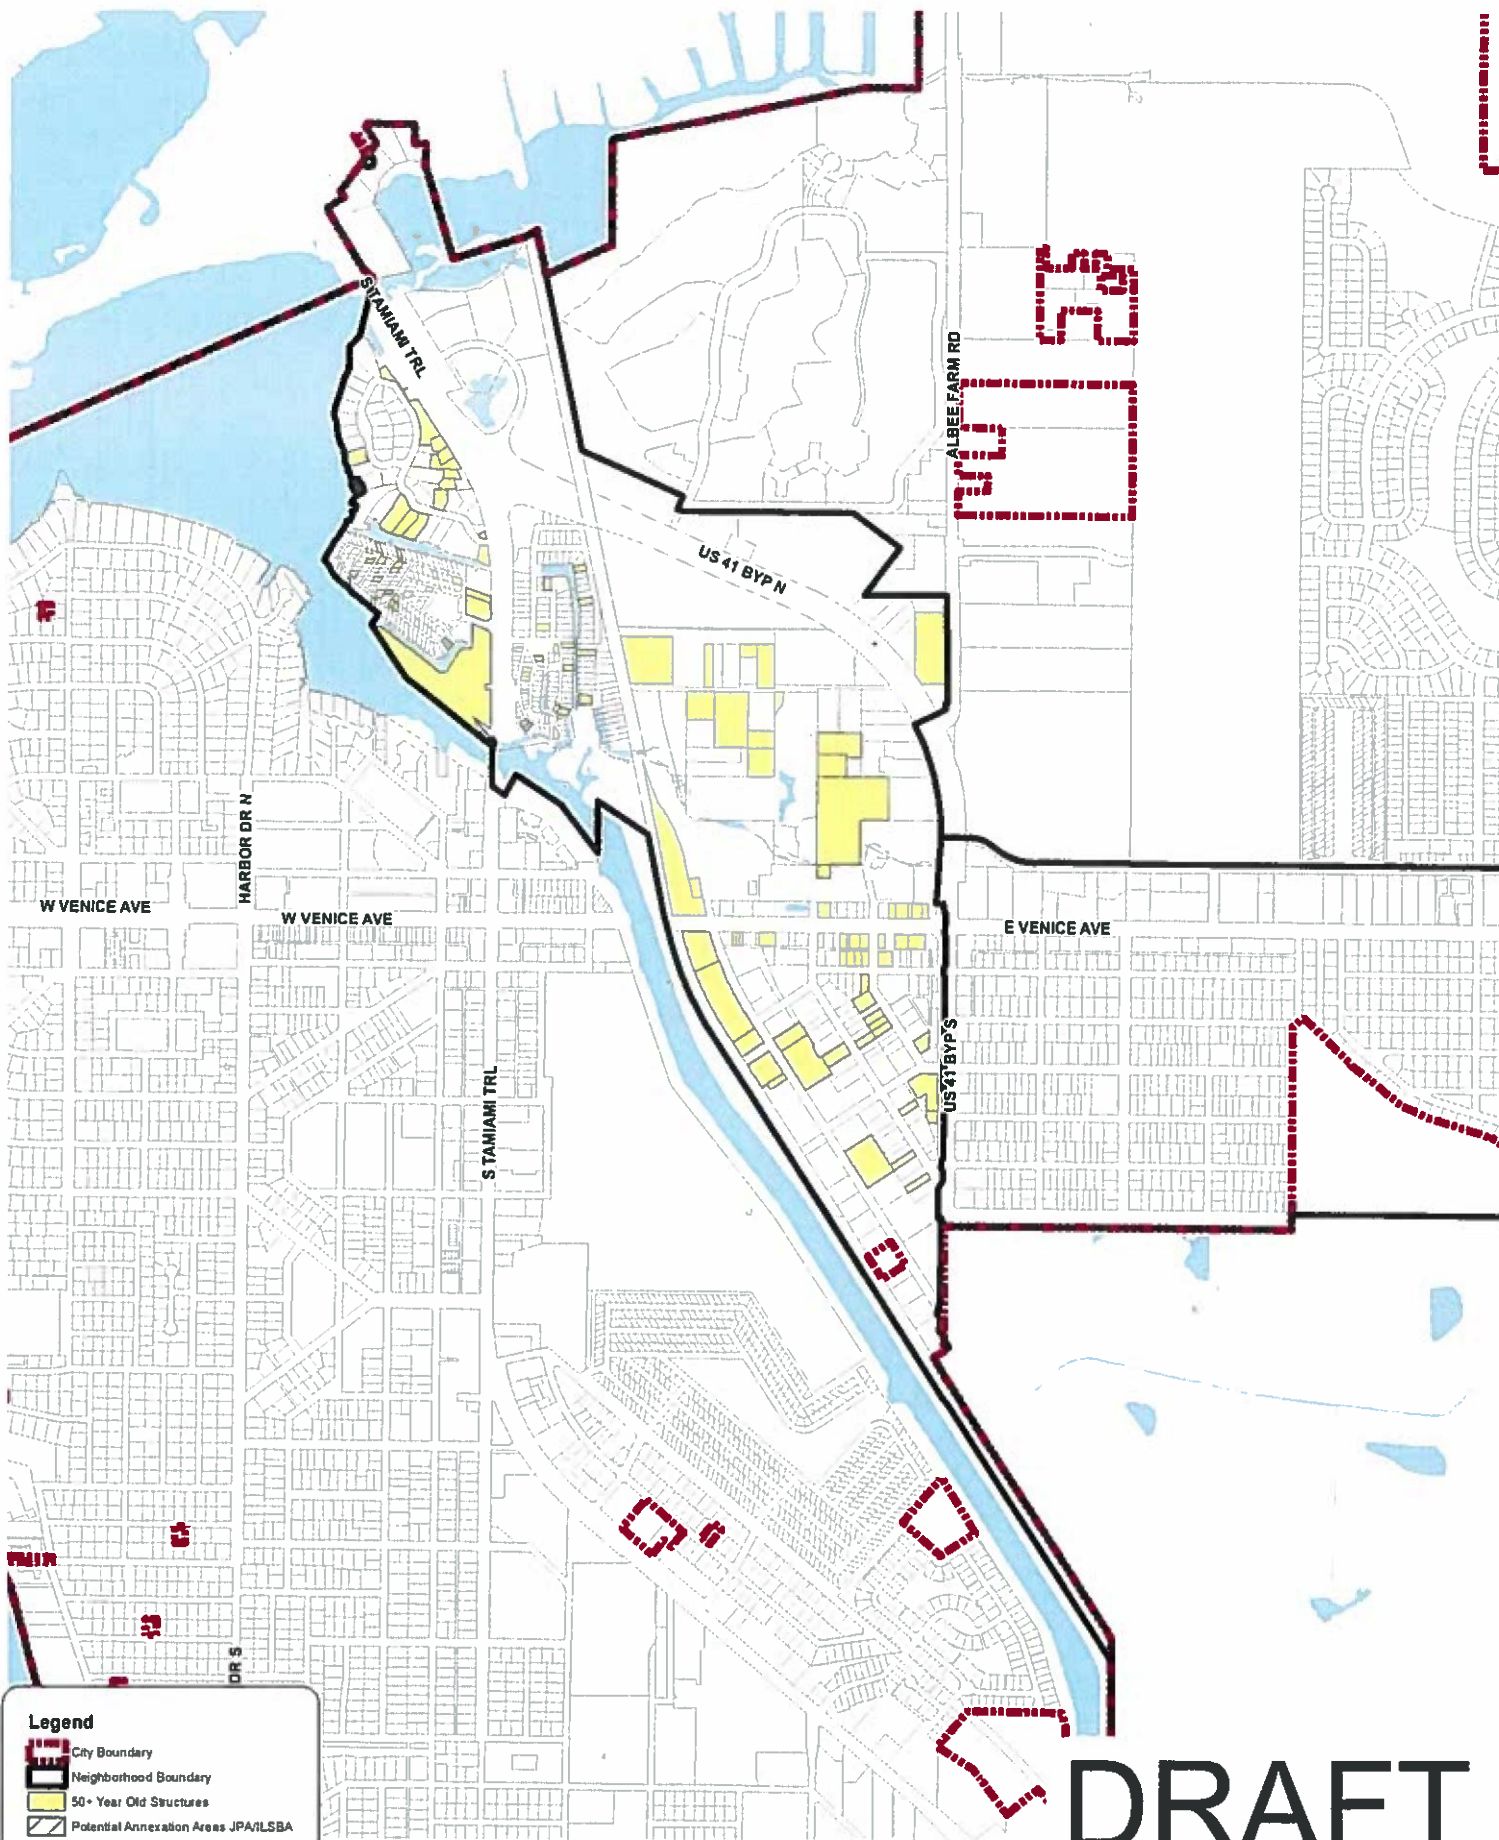 S TAMIAMI TRL
ALBEE FARM RD
US 41 BYP N
HARBOR DR N
W VENICE AVE
W VENICE AVE
E VENICE AVE
US 41 BYP S
S TAMIAMI TRL
DR S
Legend
City Boundary
Neighborhood Boundary
50+ Year Old Structures
Potential Annexation Areas JPA/ILSBA
DRAFT